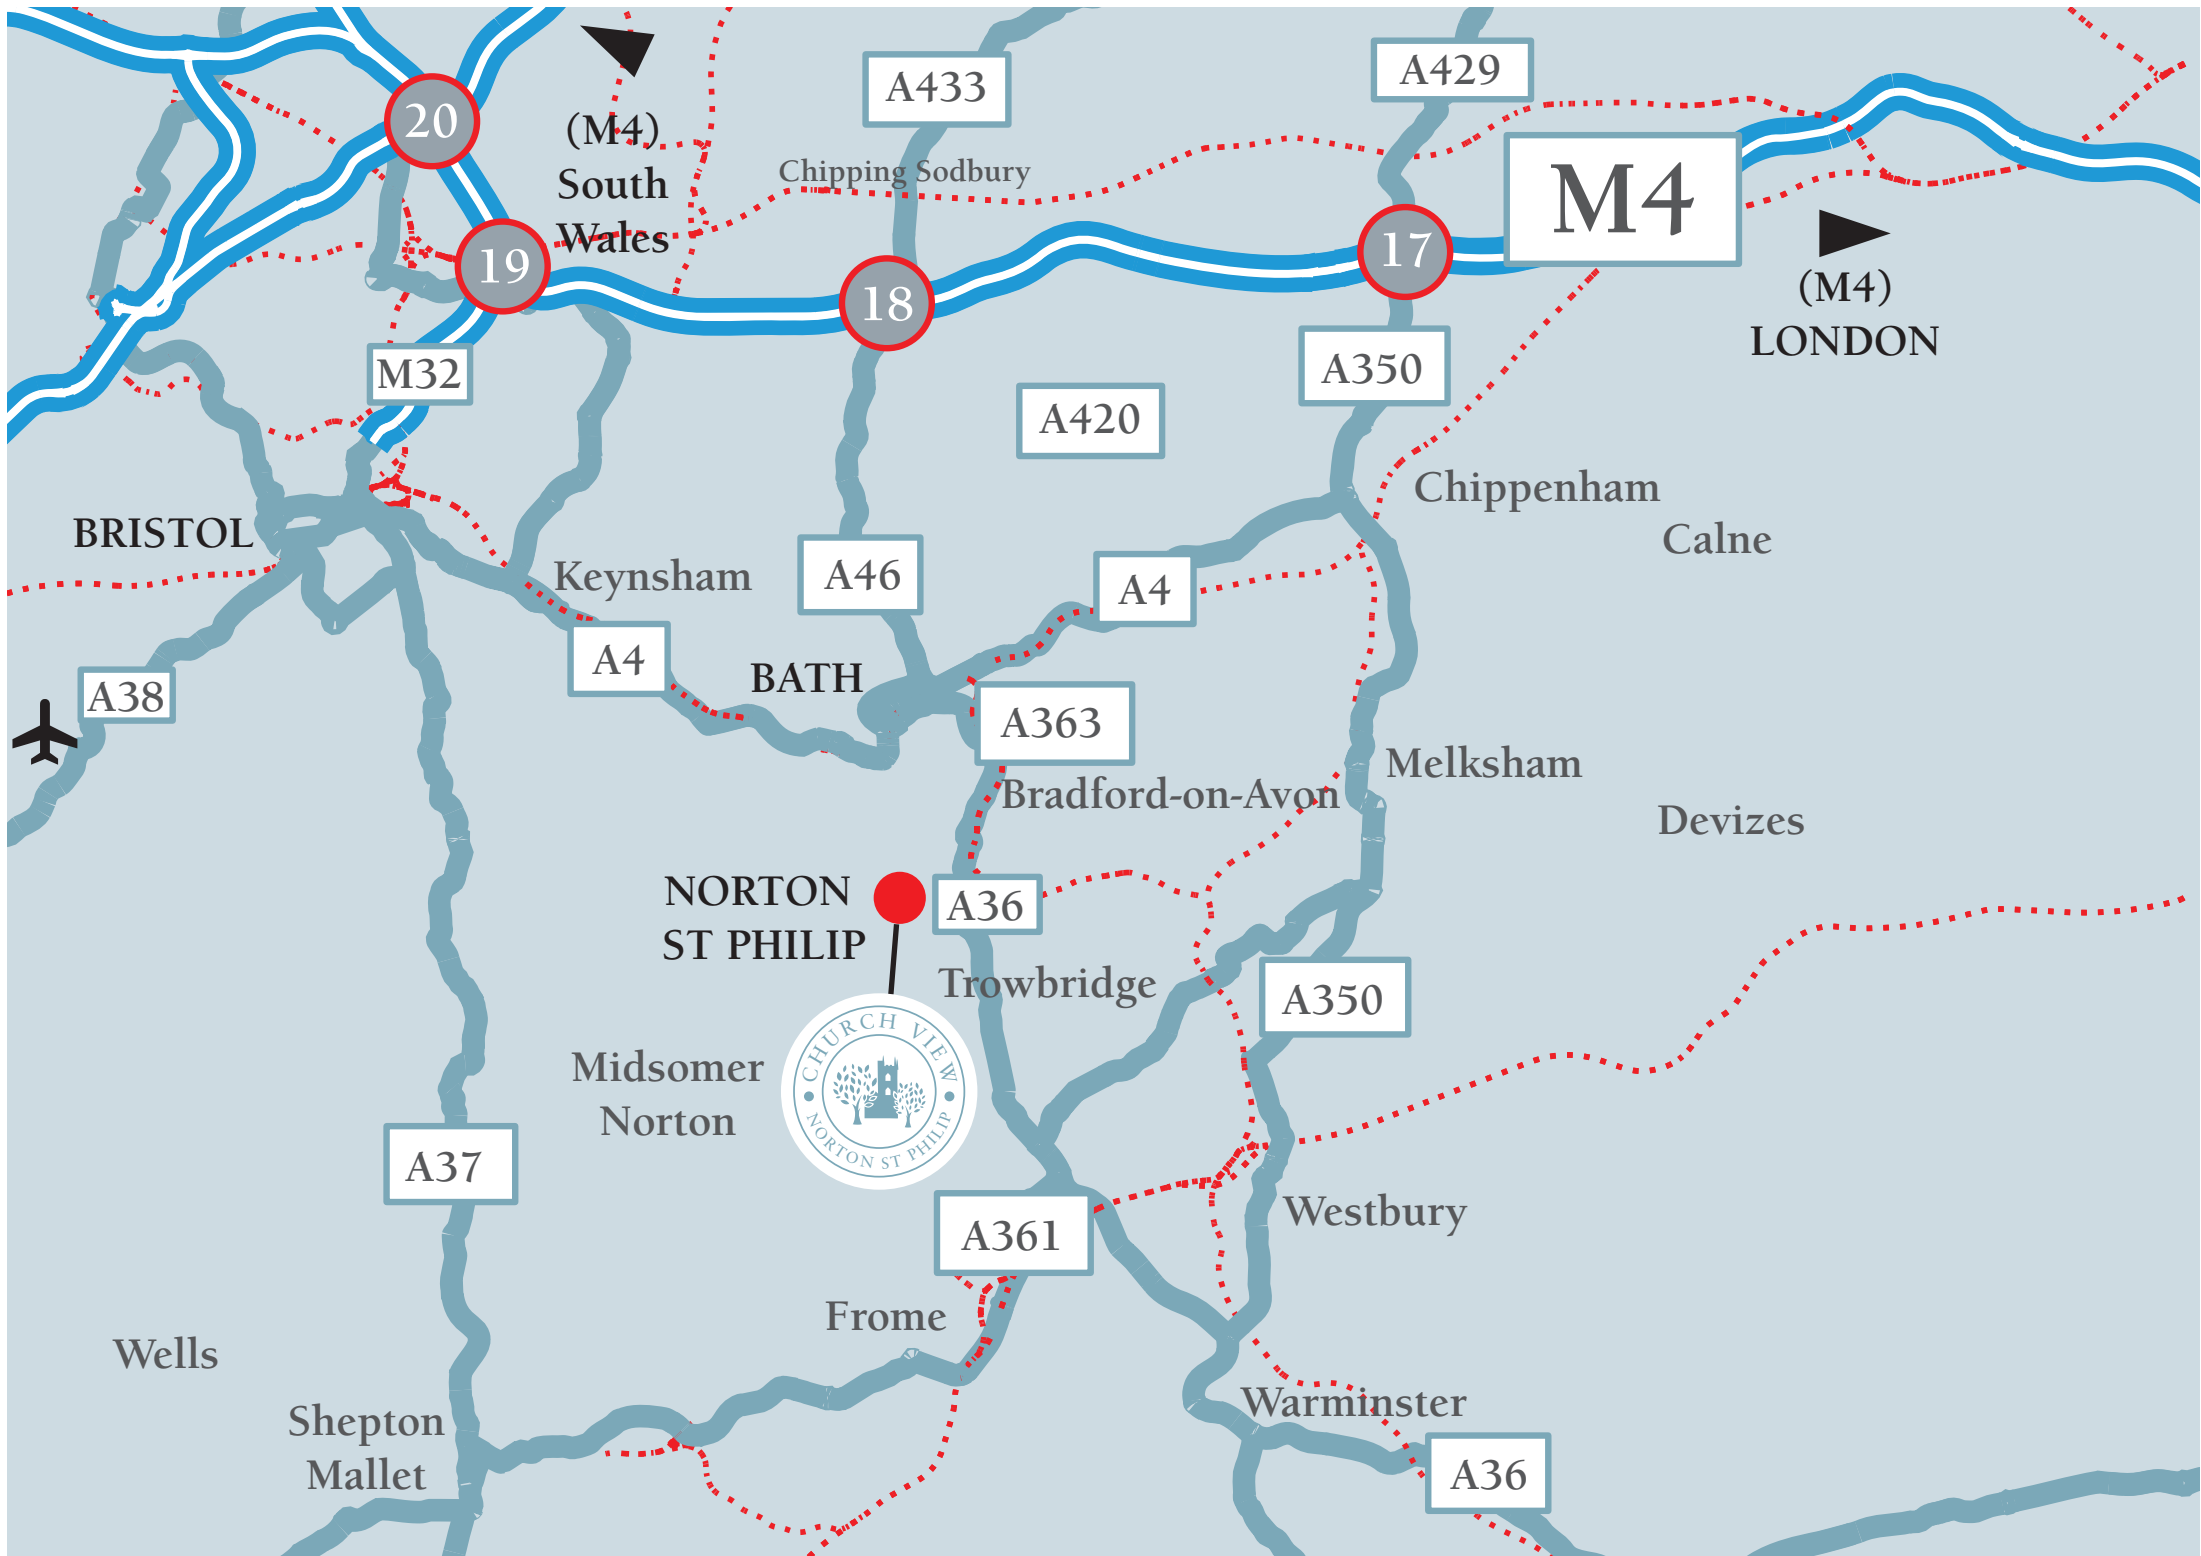 A433
A429
20
(M4)
South
Wales
Chipping Sodbury
M4
19
17
18
(M4)
LONDON
M32
A350
A420
Chippenham
BRISTOL
Calne
Keynsham
A46
A4
A4
BATH
A38
A363
Melksham
Bradford-on-Avon
Devizes
NORTON
ST PHILIP
A36
Trowbridge
A350
CHURCH VIEW
NORTON ST PHILIP
Midsomer
Norton
A37
Westbury
A361
Frome
Wells
Warminster
Shepton
Mallet
A36